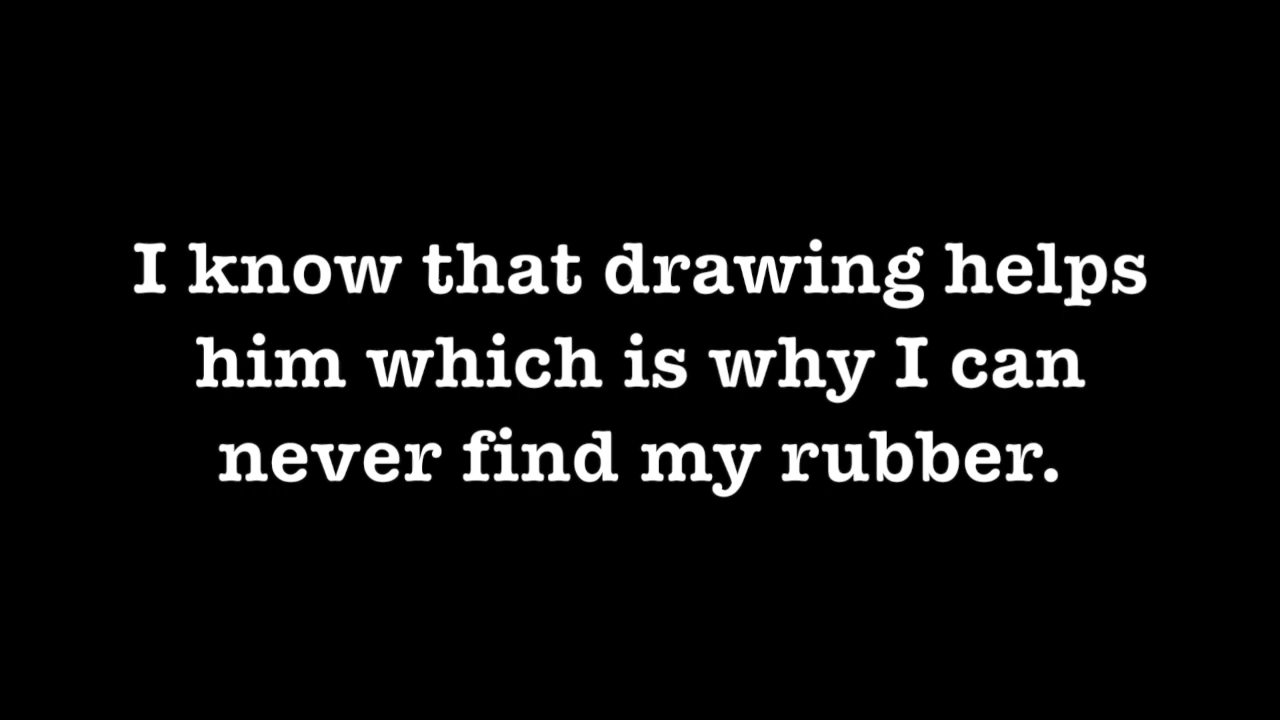 I know that drawing helps
him which is why I can
never find my rubber.